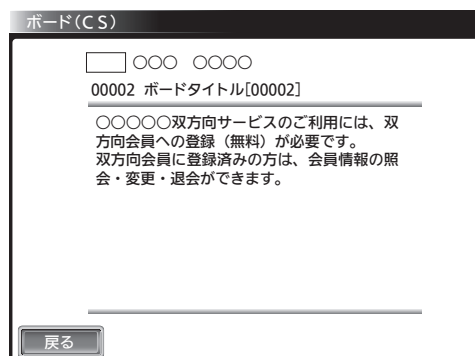 ボード(CS)
○○○ ○○○○
00002 ボードタイトル[00002]
○○○○○双方向サービスのご利用には、双
方向会員への登録（無料）が必要です。
双方向会員に登録済みの方は、会員情報の照
会・変更・退会ができます。
戻る